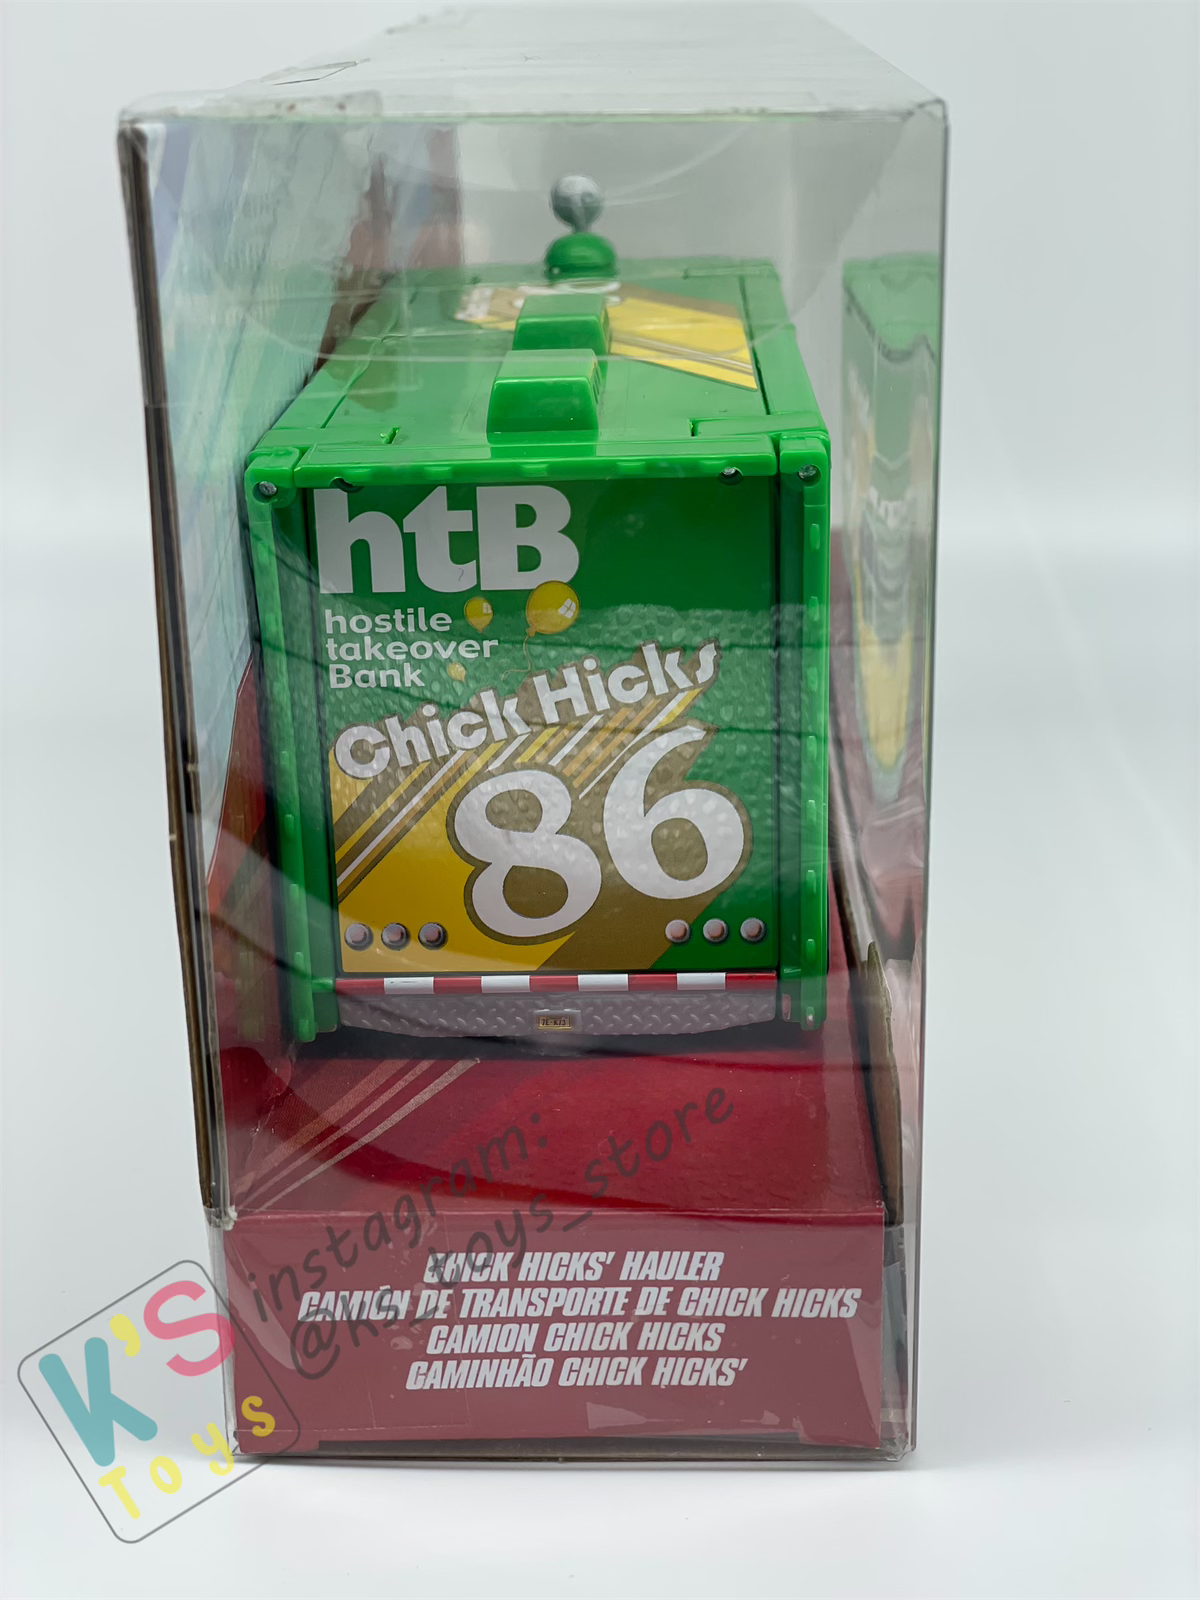 htB
hostile
takeover
Bank
Chick Hicks
86
CHICK HICKS' HAULER
CAMIÓN DE TRANSPORTE DE CHICK HICKS
CAMION CHICK HICKS
CAMINHÃO CHICK HICKS'
instagram:
@ks_toys_store
K'S
Toys